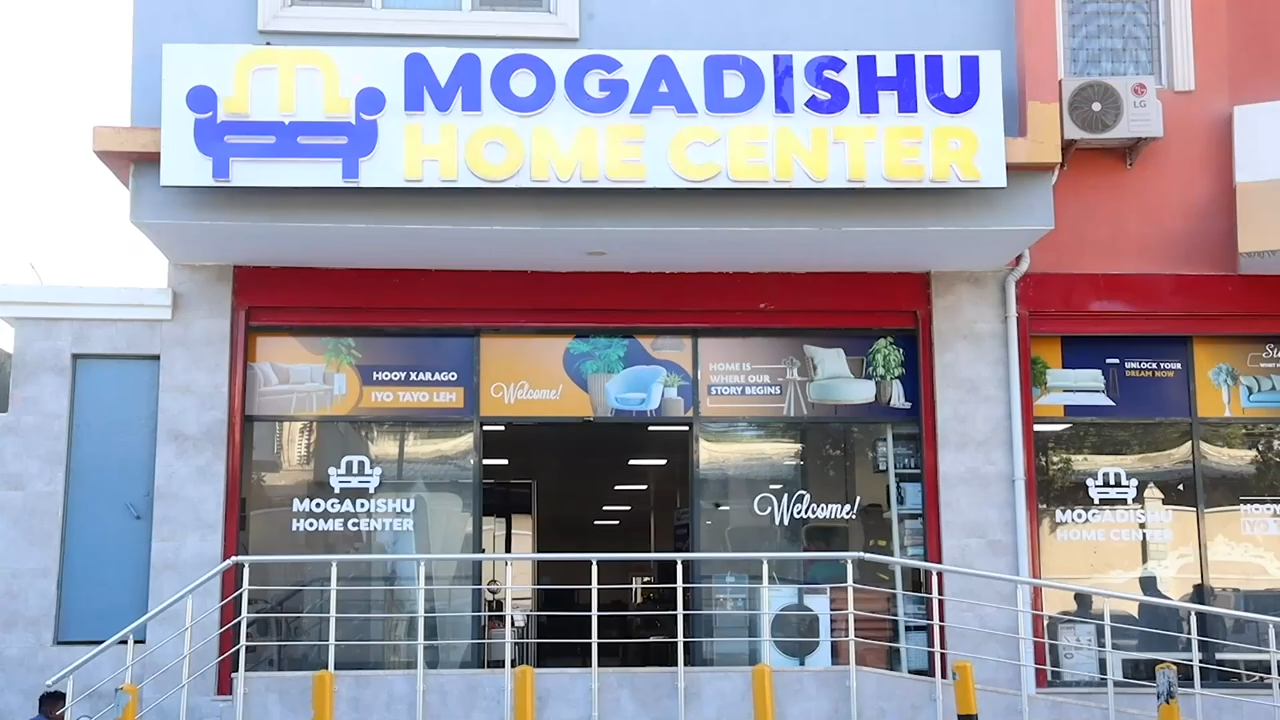 MOGADISHU
HOME CENTER
LG
HOOY XARAGO
IYO TAYO LEH
Welcome!
HOME IS
WHERE OUR
STORY BEGINS
UNLOCK YOUR
DREAM NOW
MOGADISHU
HOME CENTER
Welcome!
MOGADISHU
HOME CENTER
HOOY